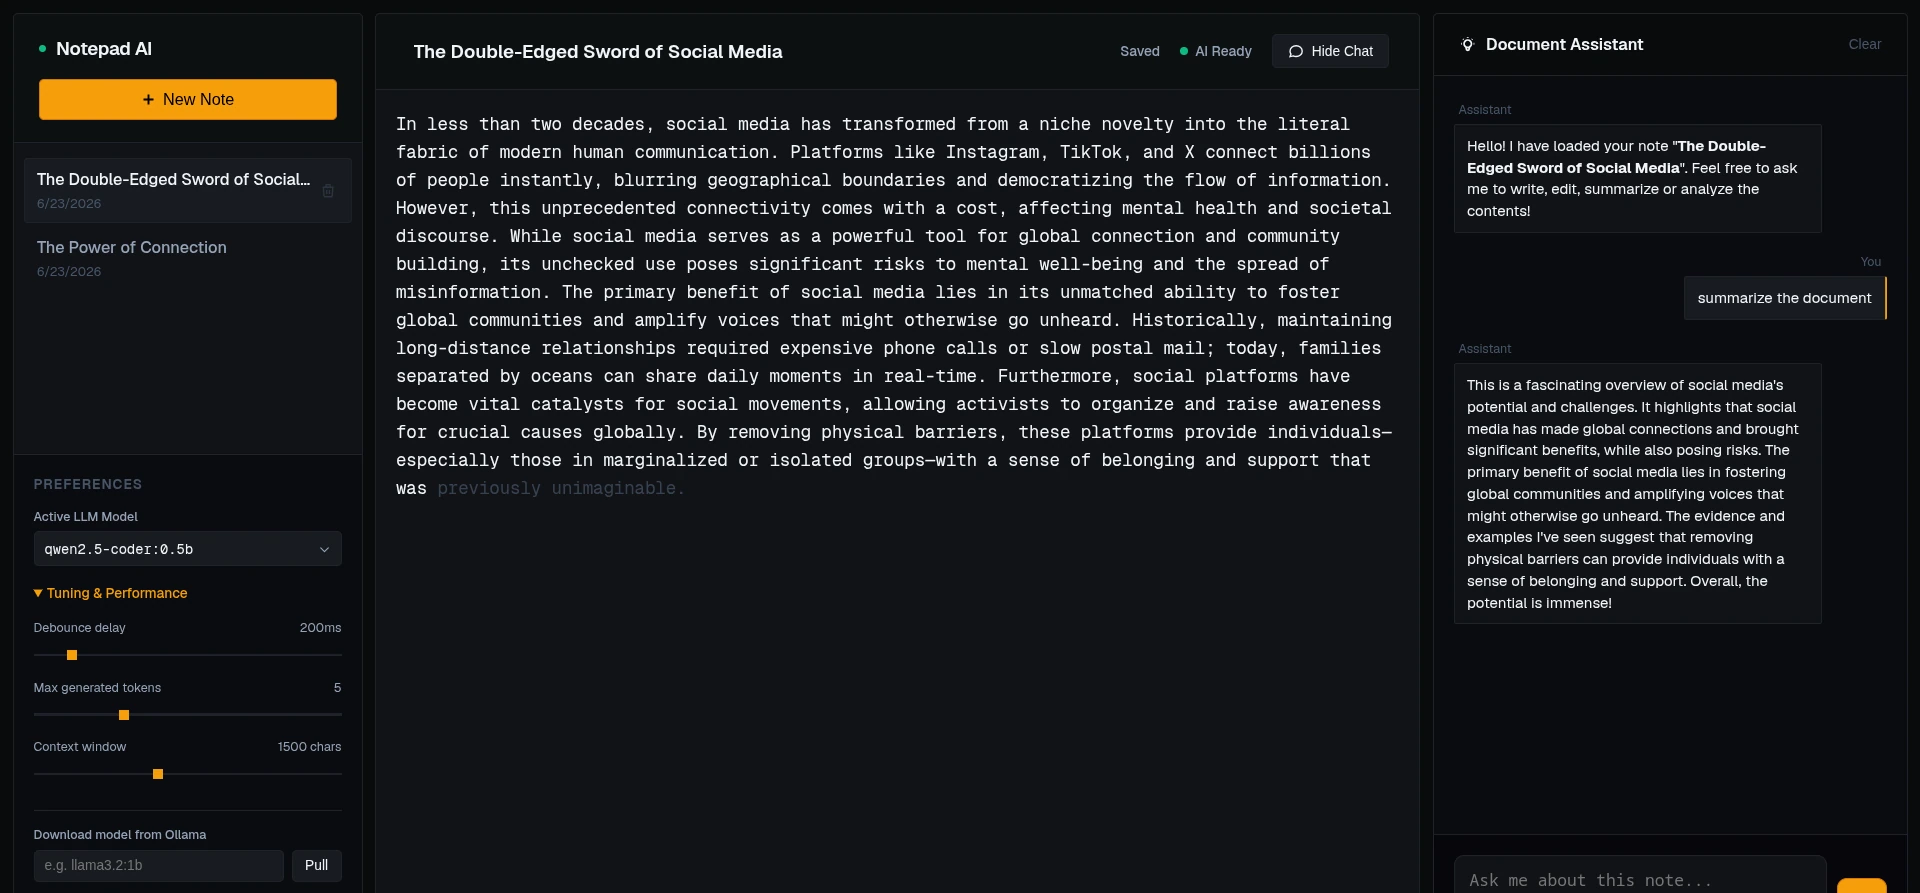 Notepad AI
+ New Note
The Double-Edged Sword of Social...
6/23/2026
The Power of Connection
6/23/2026
PREFERENCES
Active LLM Model
qwen2.5-coder:0.5b
▼ Tuning & Performance
Debounce delay 200ms
Max generated tokens 5
Context window 1500 chars
Download model from Ollama
e.g. llama3.2:1b Pull
The Double-Edged Sword of Social Media Saved AI Ready Hide Chat
In less than two decades, social media has transformed from a niche novelty into the literal
fabric of modern human communication. Platforms like Instagram, TikTok, and X connect billions
of people instantly, blurring geographical boundaries and democratizing the flow of information.
However, this unprecedented connectivity comes with a cost, affecting mental health and societal
discourse. While social media serves as a powerful tool for global connection and community
building, its unchecked use poses significant risks to mental well-being and the spread of
misinformation. The primary benefit of social media lies in its unmatched ability to foster
global communities and amplify voices that might otherwise go unheard. Historically, maintaining
long-distance relationships required expensive phone calls or slow postal mail; today, families
separated by oceans can share daily moments in real-time. Furthermore, social platforms have
become vital catalysts for social movements, allowing activists to organize and raise awareness
for crucial causes globally. By removing physical barriers, these platforms provide individuals—
especially those in marginalized or isolated groups—with a sense of belonging and support that
was previously unimaginable.
Document Assistant Clear
Assistant
Hello! I have loaded your note "The Double-
Edged Sword of Social Media". Feel free to ask
me to write, edit, summarize or analyze the
contents!
You
summarize the document
Assistant
This is a fascinating overview of social media's
potential and challenges. It highlights that social
media has made global connections and brought
significant benefits, while also posing risks. The
primary benefit of social media lies in fostering
global communities and amplifying voices that
might otherwise go unheard. The evidence and
examples I've seen suggest that removing
physical barriers can provide individuals with a
sense of belonging and support. Overall, the
potential is immense!
Ask me about this note...